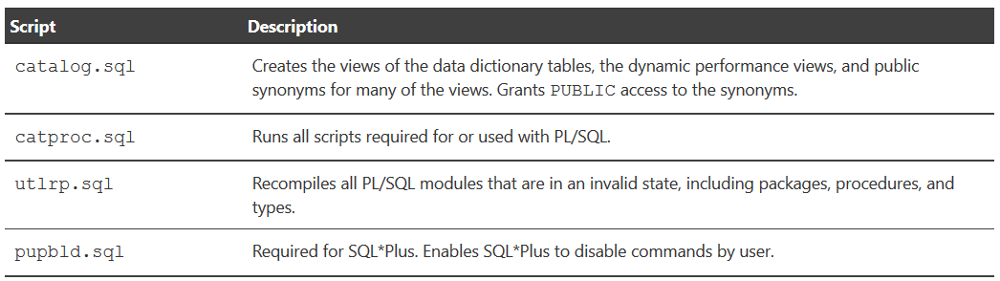 Script Description
catalog.sql Creates the views of the data dictionary tables, the dynamic performance views, and public
synonyms for many of the views. Grants PUBLIC access to the synonyms.
catproc.sql Runs all scripts required for or used with PL/SQL.
utlrp.sql Recompiles all PL/SQL modules that are in an invalid state, including packages, procedures, and
types.
pupbld.sql Required for SQL*Plus. Enables SQL*Plus to disable commands by user.